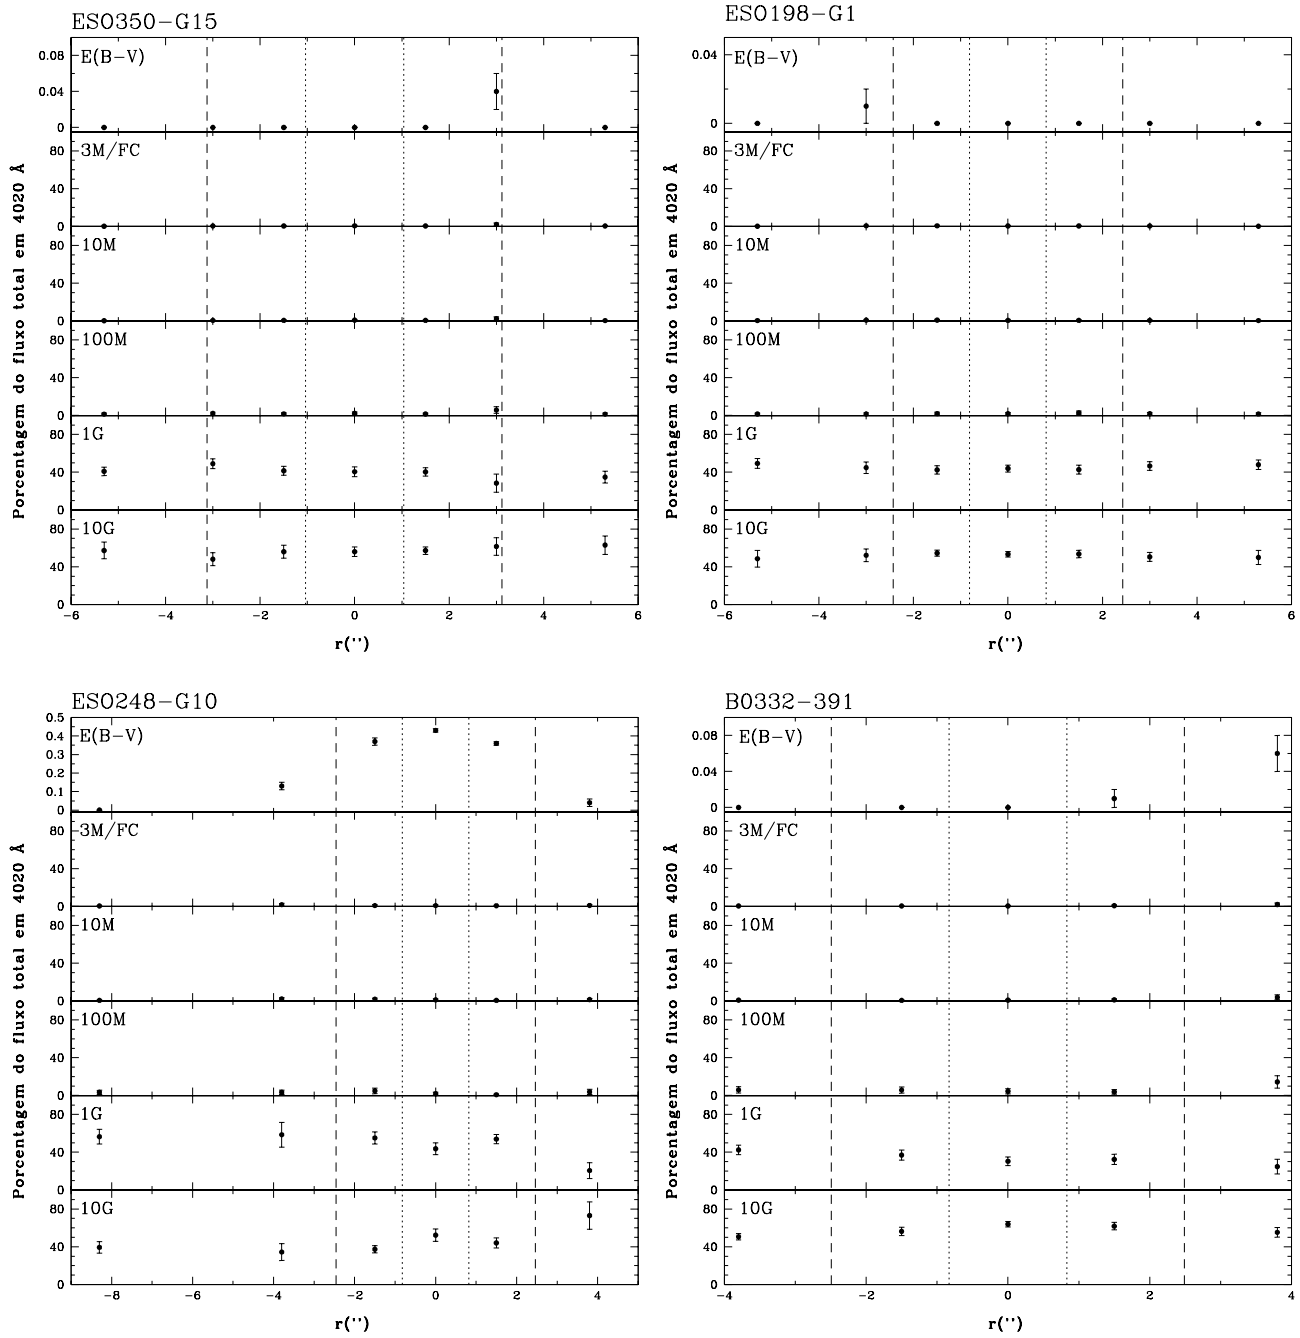 ESO350-G15
E(B-V)
0.08
0.04
0
3M/FC
80
40
0
10M
80
40
0
100M
80
40
0
1G
80
40
0
10G
80
40
0
-6 -4 -2 0 2 4 6
r('')
Porcentagem do fluxo total em 4020 Å
ESO198-G1
E(B-V)
0.04
0
3M/FC
80
40
0
10M
80
40
0
100M
80
40
0
1G
80
40
0
10G
80
40
0
-6 -4 -2 0 2 4 6
r('')
Porcentagem do fluxo total em 4020 Å
ESO248-G10
E(B-V)
0.5
0.4
0.3
0.2
0.1
0
3M/FC
80
40
0
10M
80
40
0
100M
80
40
0
1G
80
40
0
10G
80
40
0
-8 -6 -4 -2 0 2 4
r('')
Porcentagem do fluxo total em 4020 Å
B0332-391
E(B-V)
0.08
0.04
0
3M/FC
80
40
0
10M
80
40
0
100M
80
40
0
1G
80
40
0
10G
80
40
0
-4 -2 0 2 4
r('')
Porcentagem do fluxo total em 4020 Å